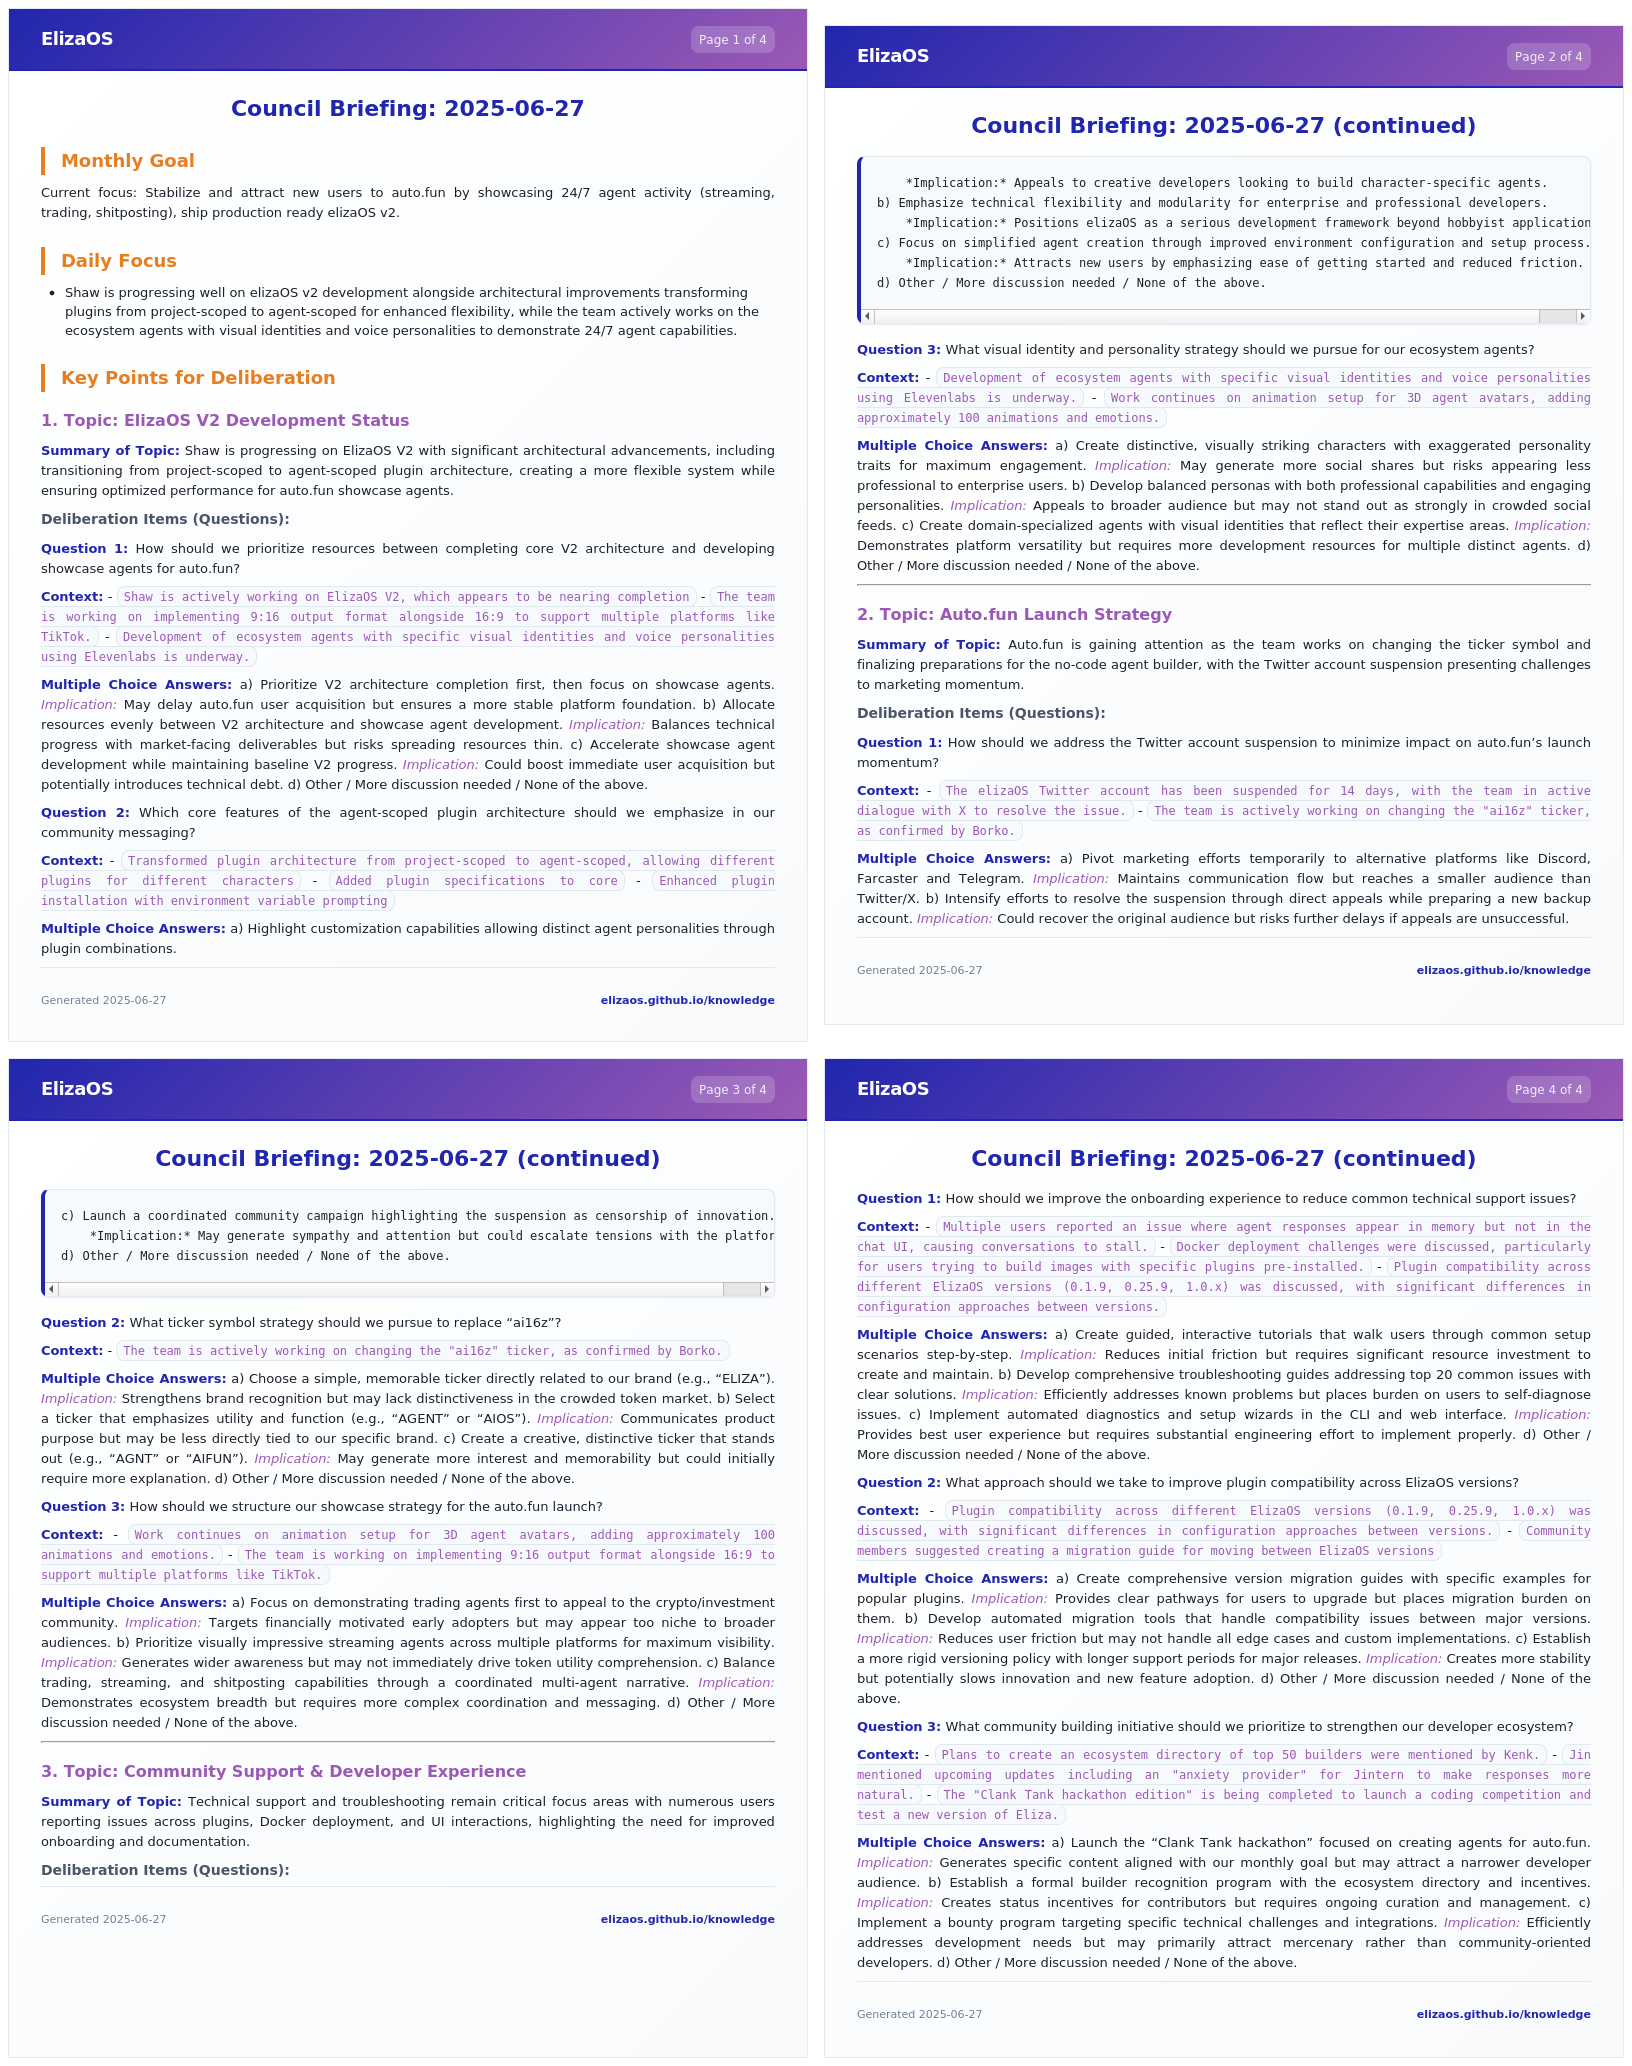 ElizaOS
Page 1 of 4
Council Briefing: 2025-06-27
Monthly Goal
Current focus: Stabilize and attract new users to auto.fun by showcasing 24/7 agent activity (streaming,
trading, shitposting), ship production ready elizaOS v2.
Daily Focus
• Shaw is progressing well on elizaOS v2 development alongside architectural improvements transforming
plugins from project-scoped to agent-scoped for enhanced flexibility, while the team actively works on the
ecosystem agents with visual identities and voice personalities to demonstrate 24/7 agent capabilities.
Key Points for Deliberation
1. Topic: ElizaOS V2 Development Status
Summary of Topic: Shaw is progressing on ElizaOS V2 with significant architectural advancements, including
transitioning from project-scoped to agent-scoped plugin architecture, creating a more flexible system while
ensuring optimized performance for auto.fun showcase agents.
Deliberation Items (Questions):
Question 1: How should we prioritize resources between completing core V2 architecture and developing
showcase agents for auto.fun?
Context: - Shaw is actively working on ElizaOS V2, which appears to be nearing completion - The team
is working on implementing 9:16 output format alongside 16:9 to support multiple platforms like
TikTok. - Development of ecosystem agents with specific visual identities and voice personalities
using Elevenlabs is underway.
Multiple Choice Answers: a) Prioritize V2 architecture completion first, then focus on showcase agents.
Implication: May delay auto.fun user acquisition but ensures a more stable platform foundation. b) Allocate
resources evenly between V2 architecture and showcase agent development. Implication: Balances technical
progress with market-facing deliverables but risks spreading resources thin. c) Accelerate showcase agent
development while maintaining baseline V2 progress. Implication: Could boost immediate user acquisition but
potentially introduces technical debt. d) Other / More discussion needed / None of the above.
Question 2: Which core features of the agent-scoped plugin architecture should we emphasize in our
community messaging?
Context: - Transformed plugin architecture from project-scoped to agent-scoped, allowing different
plugins for different characters - Added plugin specifications to core - Enhanced plugin
installation with environment variable prompting
Multiple Choice Answers: a) Highlight customization capabilities allowing distinct agent personalities through
plugin combinations.
Generated 2025-06-27
elizaos.github.io/knowledge
ElizaOS
Page 2 of 4
Council Briefing: 2025-06-27 (continued)
*Implication:* Appeals to creative developers looking to build character-specific agents.
b) Emphasize technical flexibility and modularity for enterprise and professional developers.
*Implication:* Positions elizaOS as a serious development framework beyond hobbyist application
c) Focus on simplified agent creation through improved environment configuration and setup process.
*Implication:* Attracts new users by emphasizing ease of getting started and reduced friction.
d) Other / More discussion needed / None of the above.
Question 3: What visual identity and personality strategy should we pursue for our ecosystem agents?
Context: - Development of ecosystem agents with specific visual identities and voice personalities
using Elevenlabs is underway. - Work continues on animation setup for 3D agent avatars, adding
approximately 100 animations and emotions.
Multiple Choice Answers: a) Create distinctive, visually striking characters with exaggerated personality
traits for maximum engagement. Implication: May generate more social shares but risks appearing less
professional to enterprise users. b) Develop balanced personas with both professional capabilities and engaging
personalities. Implication: Appeals to broader audience but may not stand out as strongly in crowded social
feeds. c) Create domain-specialized agents with visual identities that reflect their expertise areas. Implication:
Demonstrates platform versatility but requires more development resources for multiple distinct agents. d)
Other / More discussion needed / None of the above.
2. Topic: Auto.fun Launch Strategy
Summary of Topic: Auto.fun is gaining attention as the team works on changing the ticker symbol and
finalizing preparations for the no-code agent builder, with the Twitter account suspension presenting challenges
to marketing momentum.
Deliberation Items (Questions):
Question 1: How should we address the Twitter account suspension to minimize impact on auto.fun’s launch
momentum?
Context: - The elizaOS Twitter account has been suspended for 14 days, with the team in active
dialogue with X to resolve the issue. - The team is actively working on changing the "ai16z" ticker,
as confirmed by Borko.
Multiple Choice Answers: a) Pivot marketing efforts temporarily to alternative platforms like Discord,
Farcaster and Telegram. Implication: Maintains communication flow but reaches a smaller audience than
Twitter/X. b) Intensify efforts to resolve the suspension through direct appeals while preparing a new backup
account. Implication: Could recover the original audience but risks further delays if appeals are unsuccessful.
Generated 2025-06-27
elizaos.github.io/knowledge
ElizaOS
Page 3 of 4
Council Briefing: 2025-06-27 (continued)
c) Launch a coordinated community campaign highlighting the suspension as censorship of innovation.
*Implication:* May generate sympathy and attention but could escalate tensions with the platfor
d) Other / More discussion needed / None of the above.
Question 2: What ticker symbol strategy should we pursue to replace “ai16z”?
Context: - The team is actively working on changing the "ai16z" ticker, as confirmed by Borko.
Multiple Choice Answers: a) Choose a simple, memorable ticker directly related to our brand (e.g., “ELIZA”).
Implication: Strengthens brand recognition but may lack distinctiveness in the crowded token market. b) Select
a ticker that emphasizes utility and function (e.g., “AGENT” or “AIOS”). Implication: Communicates product
purpose but may be less directly tied to our specific brand. c) Create a creative, distinctive ticker that stands
out (e.g., “AGNT” or “AIFUN”). Implication: May generate more interest and memorability but could initially
require more explanation. d) Other / More discussion needed / None of the above.
Question 3: How should we structure our showcase strategy for the auto.fun launch?
Context: - Work continues on animation setup for 3D agent avatars, adding approximately 100
animations and emotions. - The team is working on implementing 9:16 output format alongside 16:9 to
support multiple platforms like TikTok.
Multiple Choice Answers: a) Focus on demonstrating trading agents first to appeal to the crypto/investment
community. Implication: Targets financially motivated early adopters but may appear too niche to broader
audiences. b) Prioritize visually impressive streaming agents across multiple platforms for maximum visibility.
Implication: Generates wider awareness but may not immediately drive token utility comprehension. c) Balance
trading, streaming, and shitposting capabilities through a coordinated multi-agent narrative. Implication:
Demonstrates ecosystem breadth but requires more complex coordination and messaging. d) Other / More
discussion needed / None of the above.
3. Topic: Community Support & Developer Experience
Summary of Topic: Technical support and troubleshooting remain critical focus areas with numerous users
reporting issues across plugins, Docker deployment, and UI interactions, highlighting the need for improved
onboarding and documentation.
Deliberation Items (Questions):
Generated 2025-06-27
elizaos.github.io/knowledge
ElizaOS
Page 4 of 4
Council Briefing: 2025-06-27 (continued)
Question 1: How should we improve the onboarding experience to reduce common technical support issues?
Context: - Multiple users reported an issue where agent responses appear in memory but not in the
chat UI, causing conversations to stall. - Docker deployment challenges were discussed, particularly
for users trying to build images with specific plugins pre-installed. - Plugin compatibility across
different ElizaOS versions (0.1.9, 0.25.9, 1.0.x) was discussed, with significant differences in
configuration approaches between versions.
Multiple Choice Answers: a) Create guided, interactive tutorials that walk users through common setup
scenarios step-by-step. Implication: Reduces initial friction but requires significant resource investment to
create and maintain. b) Develop comprehensive troubleshooting guides addressing top 20 common issues with
clear solutions. Implication: Efficiently addresses known problems but places burden on users to self-diagnose
issues. c) Implement automated diagnostics and setup wizards in the CLI and web interface. Implication:
Provides best user experience but requires substantial engineering effort to implement properly. d) Other /
More discussion needed / None of the above.
Question 2: What approach should we take to improve plugin compatibility across ElizaOS versions?
Context: - Plugin compatibility across different ElizaOS versions (0.1.9, 0.25.9, 1.0.x) was
discussed, with significant differences in configuration approaches between versions. - Community
members suggested creating a migration guide for moving between ElizaOS versions
Multiple Choice Answers: a) Create comprehensive version migration guides with specific examples for
popular plugins. Implication: Provides clear pathways for users to upgrade but places migration burden on
them. b) Develop automated migration tools that handle compatibility issues between major versions.
Implication: Reduces user friction but may not handle all edge cases and custom implementations. c) Establish
a more rigid versioning policy with longer support periods for major releases. Implication: Creates more stability
but potentially slows innovation and new feature adoption. d) Other / More discussion needed / None of the
above.
Question 3: What community building initiative should we prioritize to strengthen our developer ecosystem?
Context: - Plans to create an ecosystem directory of top 50 builders were mentioned by Kenk. - Jin
mentioned upcoming updates including an "anxiety provider" for Jintern to make responses more
natural. - The "Clank Tank hackathon edition" is being completed to launch a coding competition and
test a new version of Eliza.
Multiple Choice Answers: a) Launch the “Clank Tank hackathon” focused on creating agents for auto.fun.
Implication: Generates specific content aligned with our monthly goal but may attract a narrower developer
audience. b) Establish a formal builder recognition program with the ecosystem directory and incentives.
Implication: Creates status incentives for contributors but requires ongoing curation and management. c)
Implement a bounty program targeting specific technical challenges and integrations. Implication: Efficiently
addresses development needs but may primarily attract mercenary rather than community-oriented
developers. d) Other / More discussion needed / None of the above.
Generated 2025-06-27
elizaos.github.io/knowledge